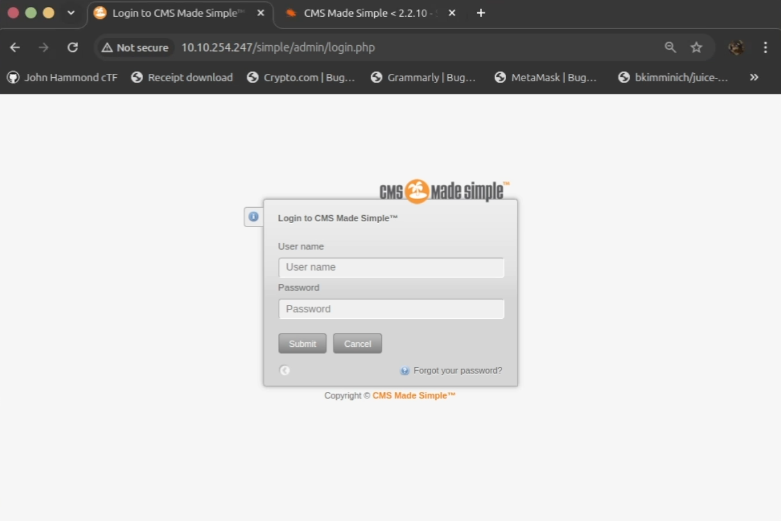 Login to CMS Made Simple™
CMS Made Simple < 2.2.10 -
Not secure
10.10.254.247/simple/admin/login.php
John Hammond cTF
Receipt download
Crypto.com | Bug...
Grammarly | Bug...
MetaMask | Bug...
bkimminich/juice-...
CMS made simple™
Login to CMS Made Simple™
User name
User name
Password
Password
Submit Cancel
Forgot your password?
Copyright © CMS Made Simple™